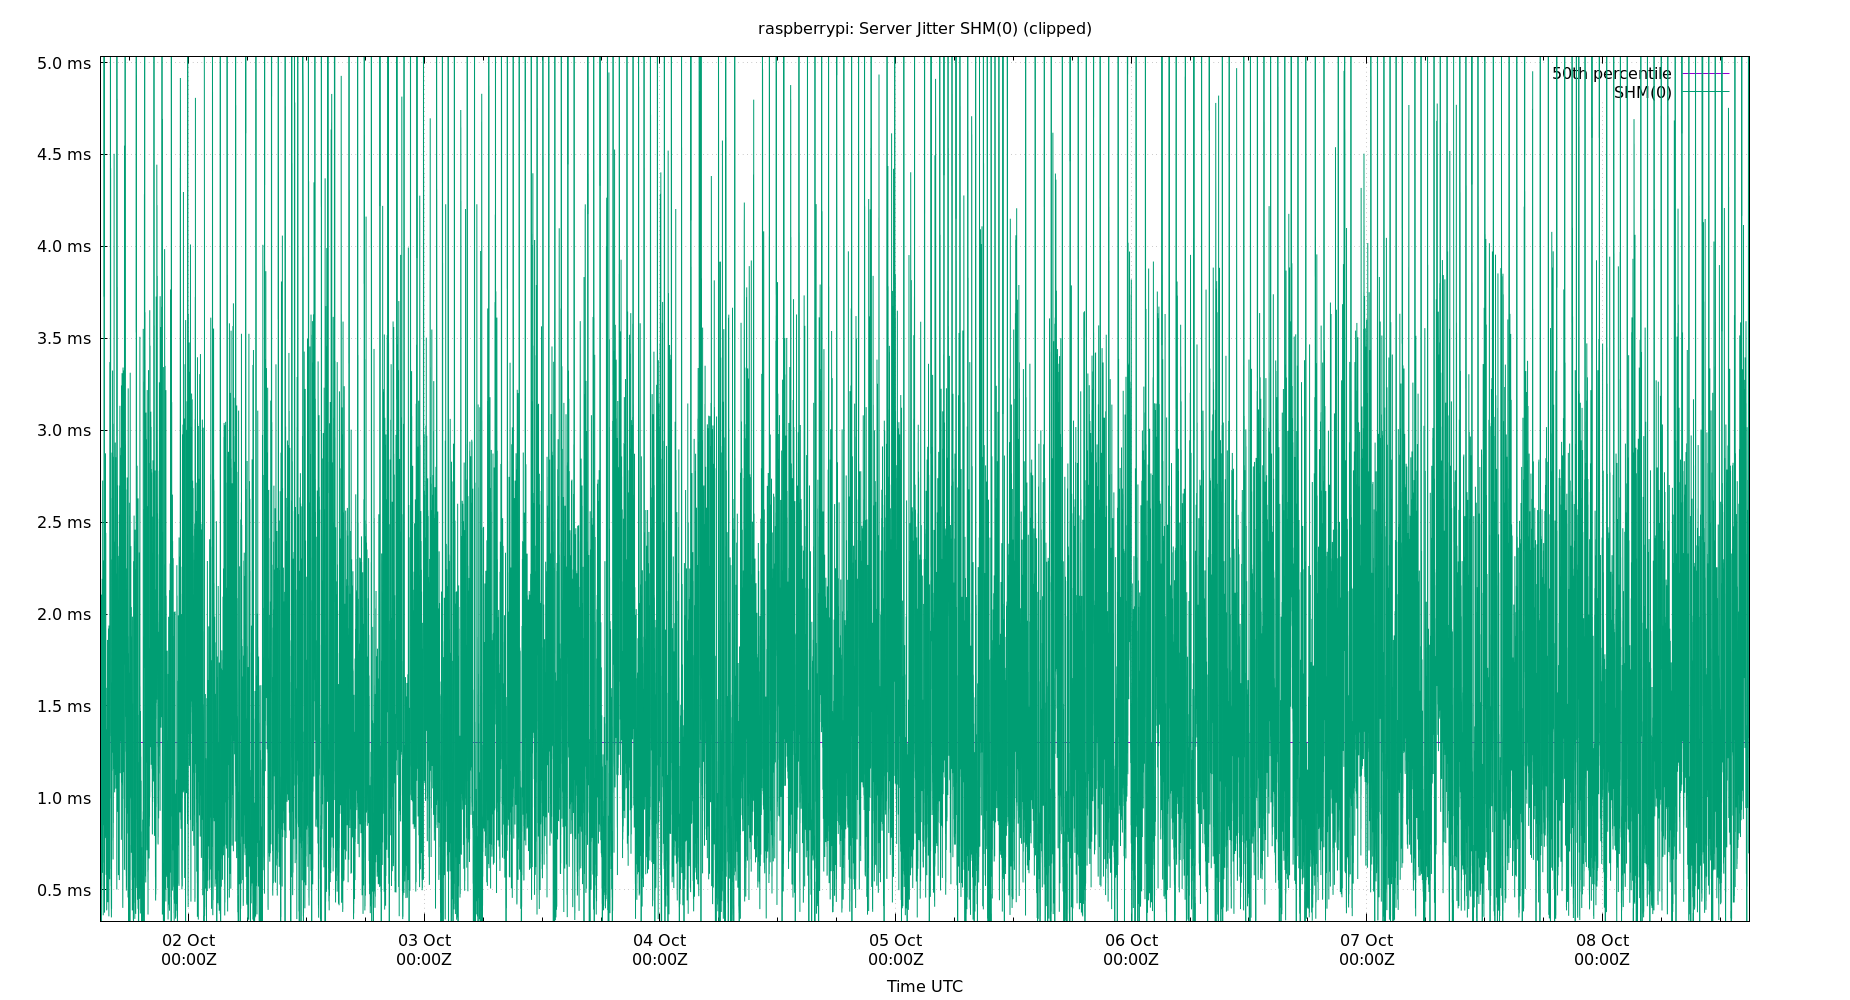 raspberrypi: Server Jitter SHM(0) (clipped)
5.0 ms
50th percentile
SHM(0)
4.5 ms
4.0 ms
3.5 ms
3.0 ms
2.5 ms
2.0 ms
1.5 ms
1.0 ms
0.5 ms
02 Oct 03 Oct 04 Oct 05 Oct 06 Oct 07 Oct 08 Oct
00:00Z 00:00Z 00:00Z 00:00Z 00:00Z 00:00Z 00:00Z
Time UTC